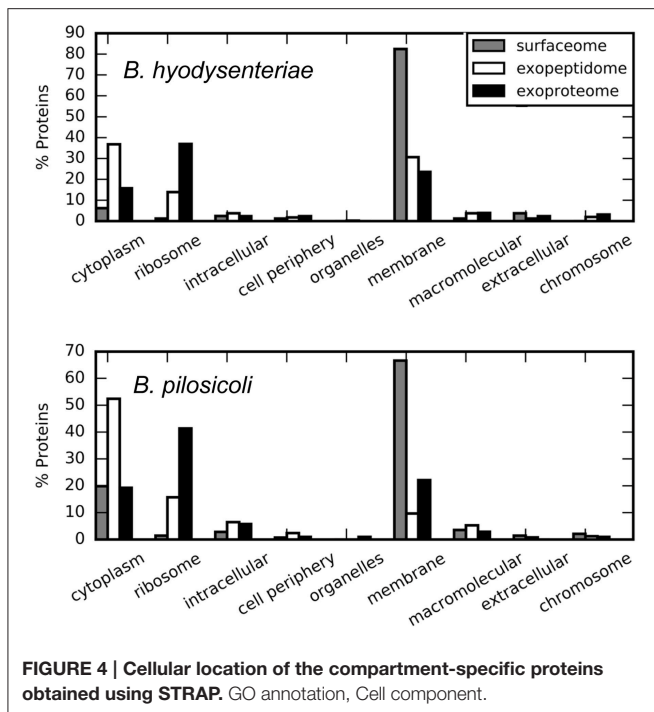 90
80
70
60
50
40
30
20
10
0
% Proteins
B. hyodysenteriae
surfaceome
exopeptidome
exoproteome
cytoplasm
ribosome
intracellular
cell periphery
organelles
membrane
macromolecular
extracellular
chromosome
70
60
50
40
30
20
10
0
% Proteins
B. pilosicoli
cytoplasm
ribosome
intracellular
cell periphery
organelles
membrane
macromolecular
extracellular
chromosome
FIGURE 4 | Cellular location of the compartment-specific proteins
obtained using STRAP. GO annotation, Cell component.